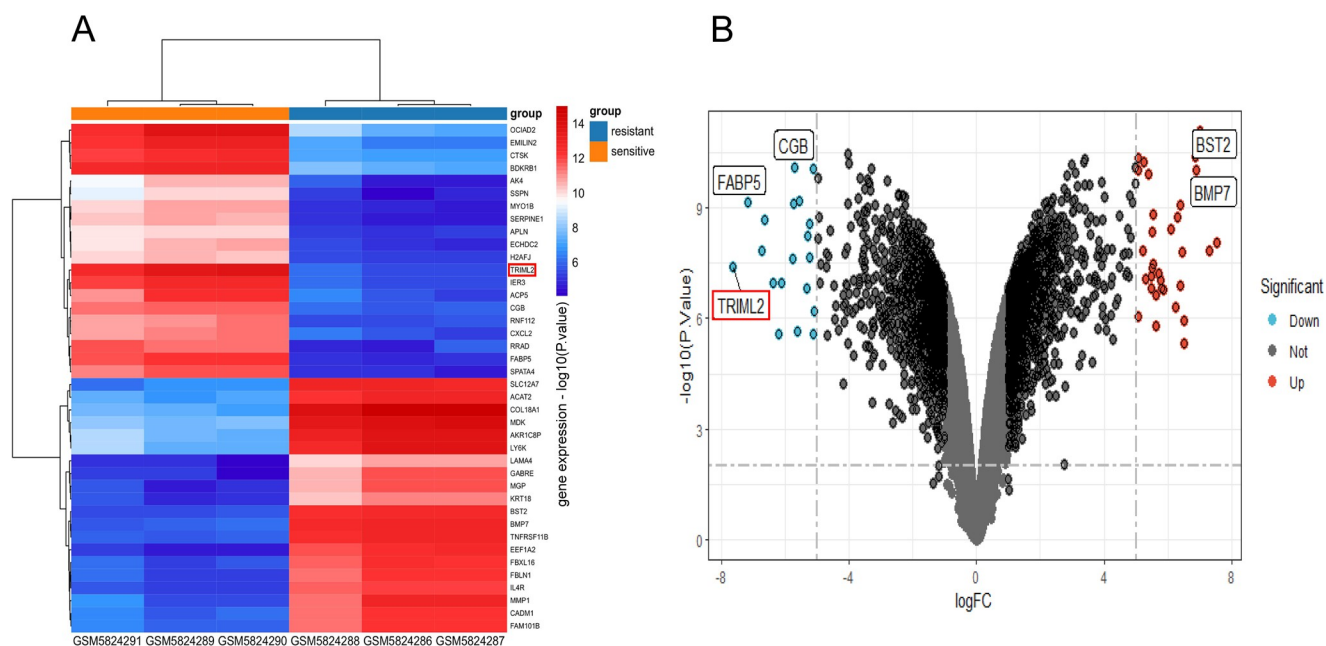 A
group
OCIAD2
EMILIN2
CTSK
BDKRB1
AK4
SSPN
MYO1B
SERPINE1
APLN
ECHDC2
H2AFJ
TRIML2
IER3
ACP5
CGB
RNF112
CXCL2
RRAD
FABP5
SPATA4
SLC12A7
ACAT2
COL18A1
MDK
AKR1C8P
LY6K
LAMA4
GABRE
MGP
KRT18
BST2
BMP7
TNFRSF11B
EEF1A2
FBXL16
FBLN1
IL4R
MMP1
CADM1
FAM101B
GSM5824291 GSM5824289 GSM5824290 GSM5824288 GSM5824286 GSM5824287
14
12
10
8
6
gene expression - log10(P.value)
group
resistant
sensitive
B
CGB
FABP5
TRIML2
BST2
BMP7
9
6
3
0
-log10(P.Value)
-8 -4 0 4 8
logFC
Significant
Down
Not
Up